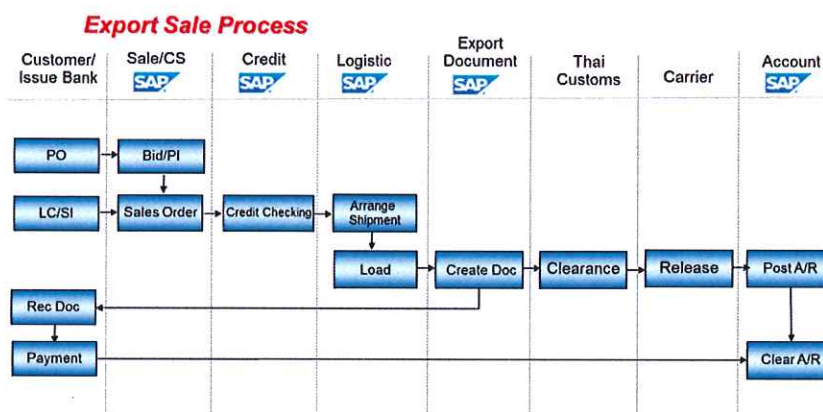 Export Sale Process
Customer/
Issue Bank
Sale/CS
SAP
Credit
SAP
Logistic
SAP
Export
Document
SAP
Thai
Customs
Carrier
Account
SAP
PO
Bid/PI
LC/SI
Sales Order
Credit Checking
Arrange
Shipment
Load
Create Doc
Clearance
Release
Post A/R
Rec Doc
Payment
Clear A/R